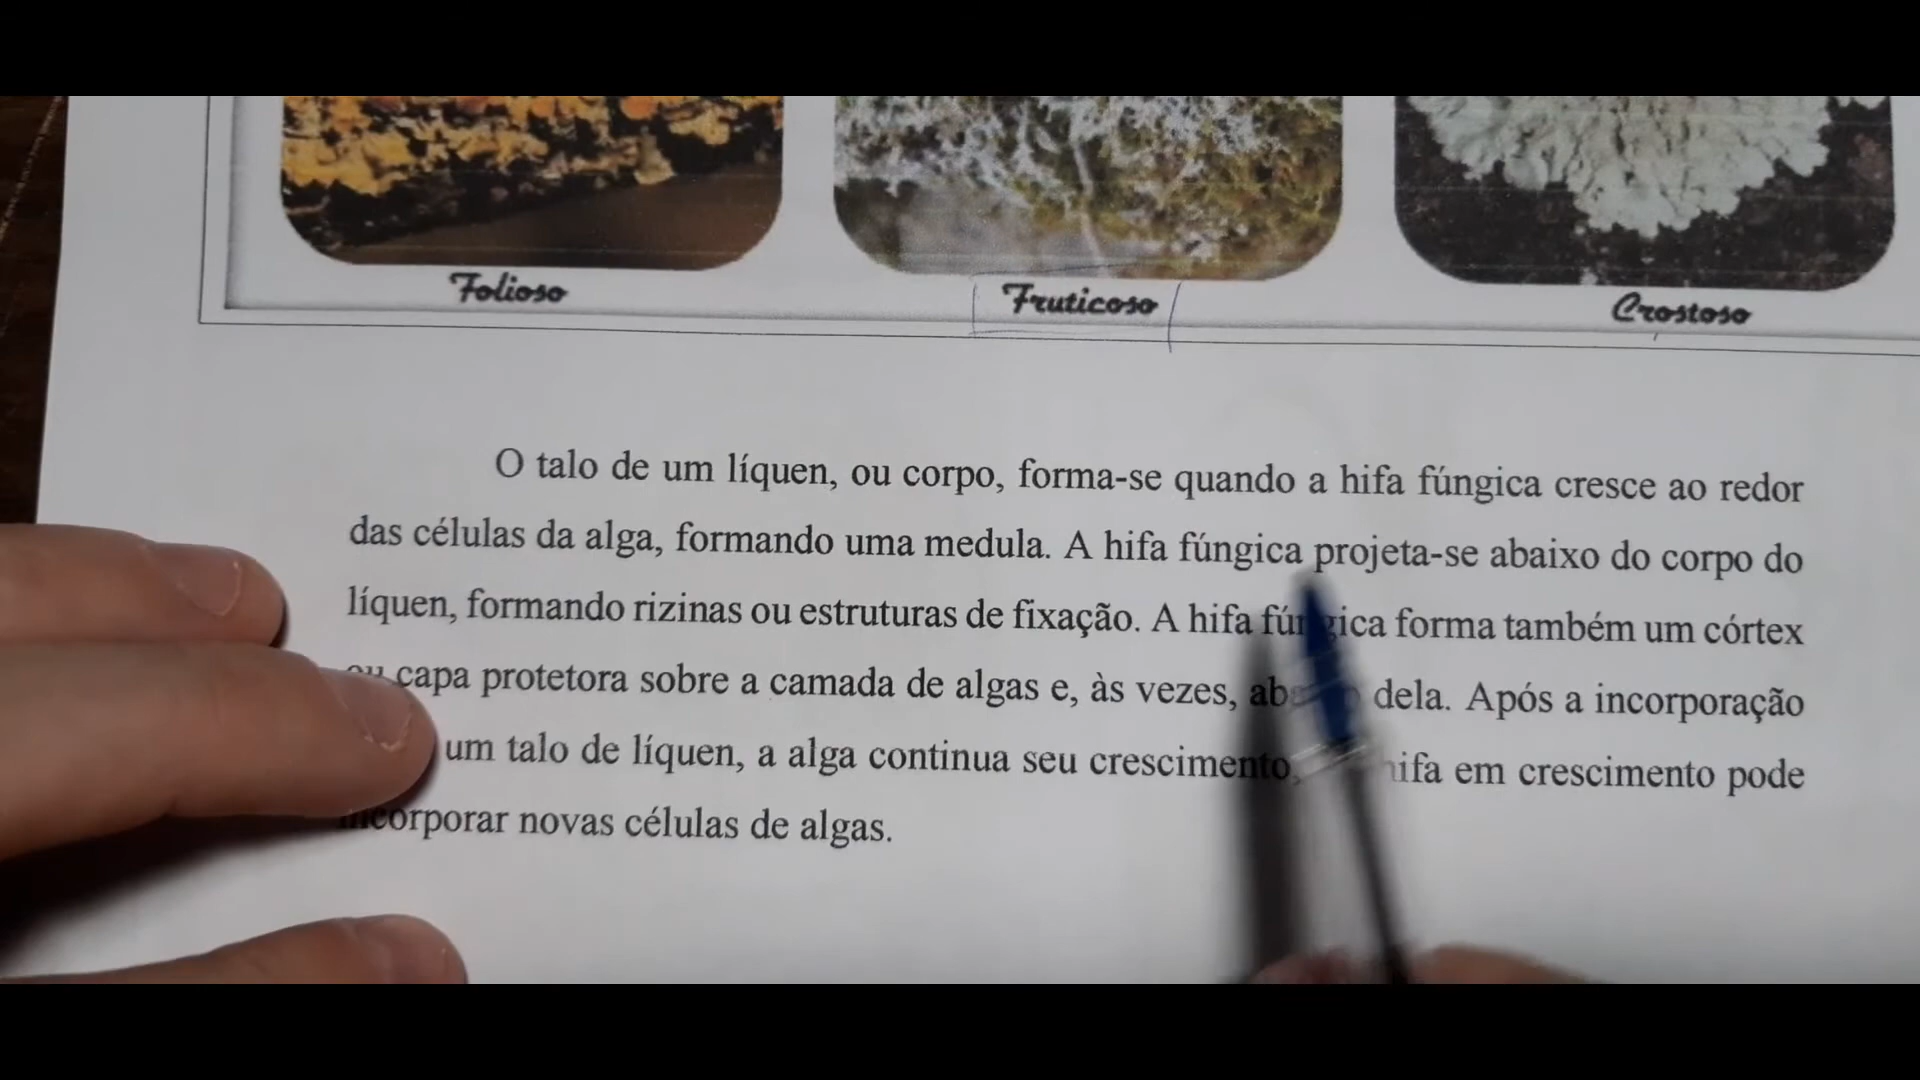 Folioso Fruticoso Crostoso
O talo de um líquen, ou corpo, forma-se quando a hifa fúngica cresce ao redor
das células da alga, formando uma medula. A hifa fúngica projeta-se abaixo do corpo do
líquen, formando rizinas ou estruturas de fixação. A hifa fúngica forma também um córtex
ou capa protetora sobre a camada de algas e, às vezes, dela. Após a incorporação
um talo de líquen, a alga continua seu crescimento, hifa em crescimento pode
incorporar novas células de algas.